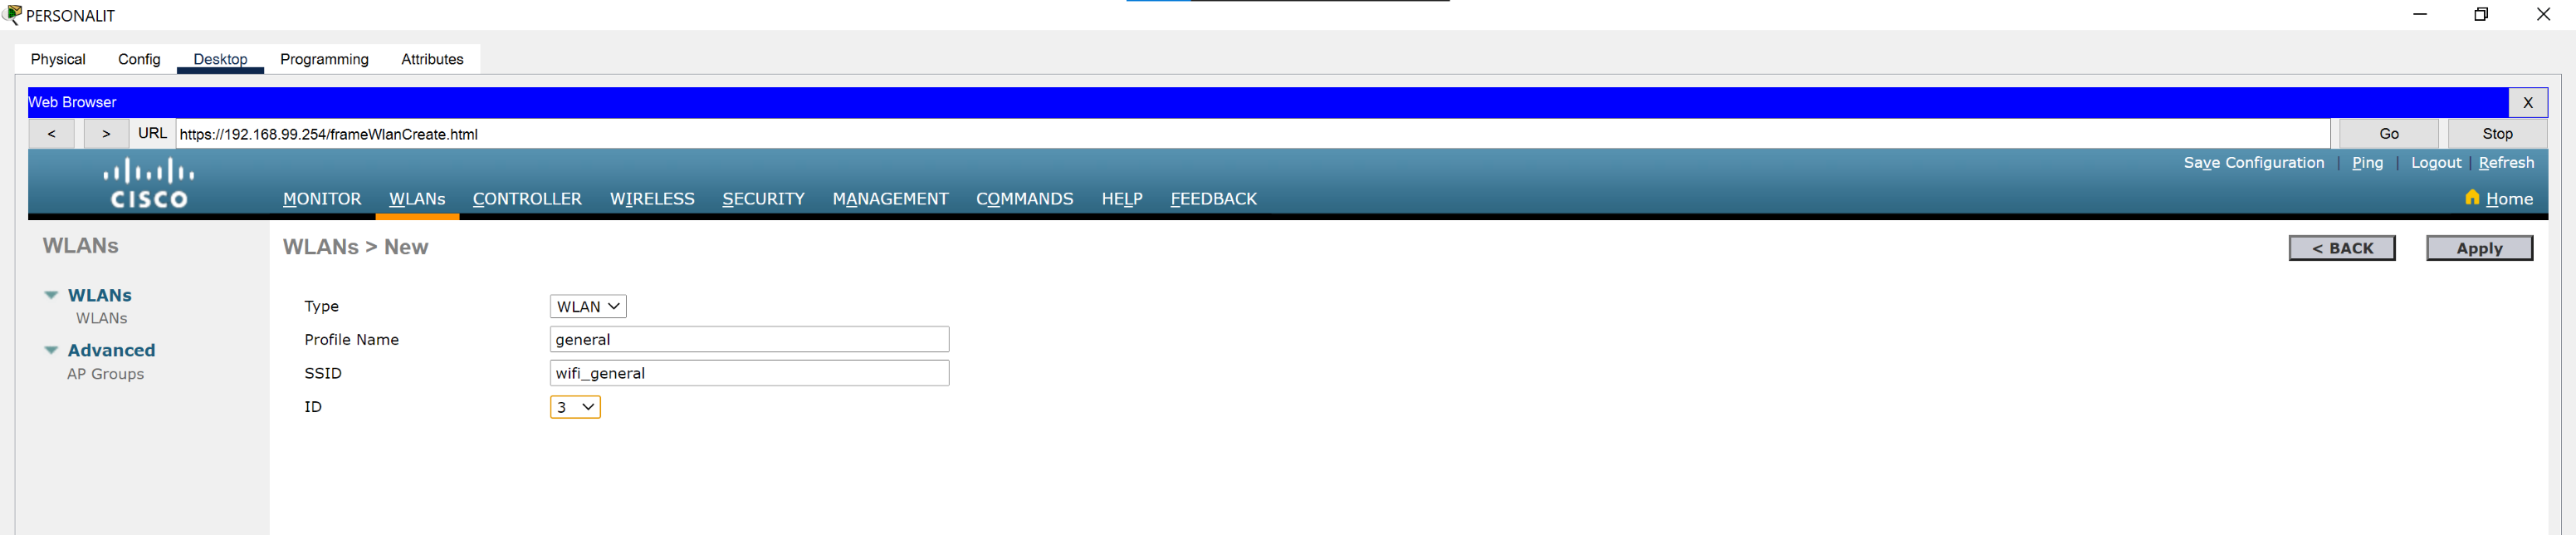 PERSONALIT
Physical Config Desktop Programming Attributes
Web Browser X
< > URL https://192.168.99.254/frameWlanCreate.html Go Stop
Save Configuration | Ping | Logout | Refresh
CISCO MONITOR WLANs CONTROLLER WIRELESS SECURITY MANAGEMENT COMMANDS HELP FEEDBACK Home
WLANs WLANs > New < BACK Apply
WLANs
WLANs
Advanced
AP Groups
Type WLAN
Profile Name general
SSID wifi_general
ID 3